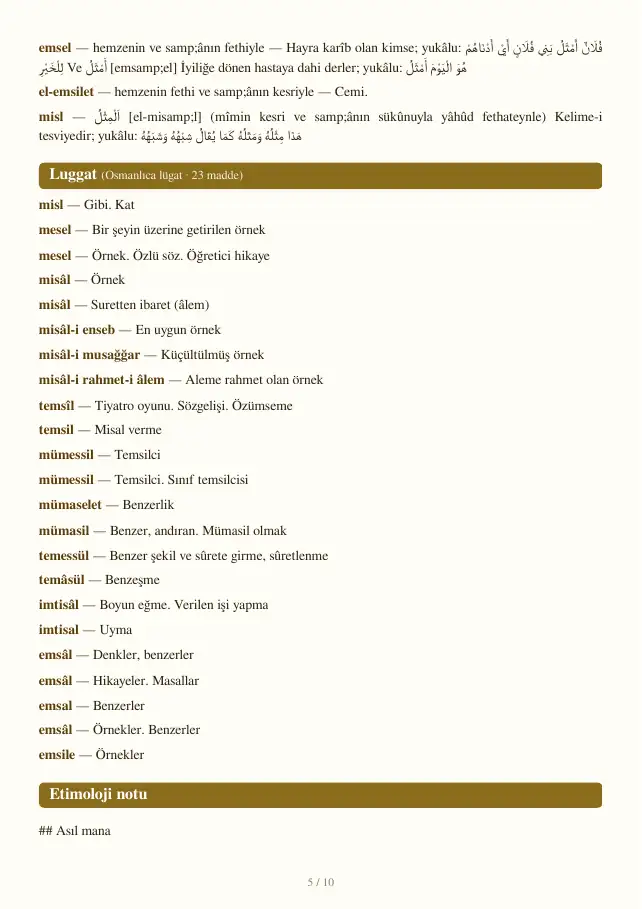 emsel — hemzenin ve samp;ânın fethiyle — Hayra karîb olan kimse; yukâlu: فُلَانٌ أَمْثَلُ بَنِي فُلَانٍ أَيْ أَدْنَاهُمْ
لِلْخَيْرِ Ve أَمْثَلُ [emsamp;el] İyiliğe dönen hastaya dahi derler; yukâlu: هُوَ الْيَوْمَ أَمْثَلُ
el-emsilet — hemzenin fethi ve samp;ânın kesriyle — Cemi.
misl — اَلْمِثْلُ [el-misamp;l] (mîmin kesri ve samp;ânın sükûnuyla yâhûd fethateynle) Kelime-i
tesviyedir; yukâlu: هَذَا مِثْلُهُ وَمَثَلُهُ كَمَا يُقَالُ شِبْهُهُ وَشَبَهُهُ
Luggat (Osmanlıca lügat · 23 madde)
misl — Gibi. Kat
mesel — Bir şeyin üzerine getirilen örnek
mesel — Örnek. Özlü söz. Öğretici hikaye
misâl — Örnek
misâl — Suretten ibaret (âlem)
misâl-i enseb — En uygun örnek
misâl-i musağğar — Küçültülmüş örnek
misâl-i rahmet-i âlem — Aleme rahmet olan örnek
temsîl — Tiyatro oyunu. Sözgelişi. Özümseme
temsil — Misal verme
mümessil — Temsilci
mümessil — Temsilci. Sınıf temsilcisi
mümaselet — Benzerlik
mümasil — Benzer, andıran. Mümasil olmak
temessül — Benzer şekil ve sûrete girme, sûretlenme
temâsül — Benzeşme
imtisâl — Boyun eğme. Verilen işi yapma
imtisal — Uyma
emsâl — Denkler, benzerler
emsâl — Hikayeler. Masallar
emsal — Benzerler
emsâl — Örnekler. Benzerler
emsile — Örnekler
Etimoloji notu
## Asıl mana
5 / 10